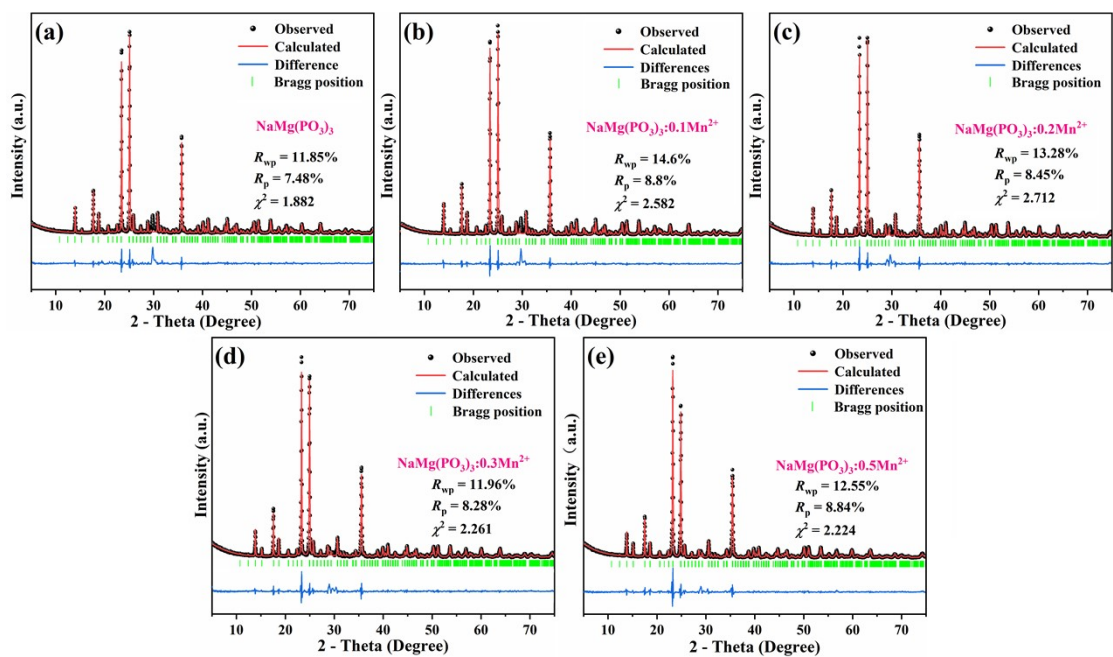 (a)
Observed
Calculated
Difference
Bragg position
NaMg(PO₃)₃
Rwp = 11.85%
Rp = 7.48%
χ² = 1.882
Intensity (a.u.)
10 20 30 40 50 60 70
2 - Theta (Degree)
(b)
Observed
Calculated
Differences
Bragg position
NaMg(PO₃)₃:0.1Mn²⁺
Rwp = 14.6%
Rp = 8.8%
χ² = 2.582
Intensity (a.u.)
10 20 30 40 50 60 70
2 - Theta (Degree)
(c)
Observed
Calculated
Differences
Bragg position
NaMg(PO₃)₃:0.2Mn²⁺
Rwp = 13.28%
Rp = 8.45%
χ² = 2.712
Intensity (a.u.)
10 20 30 40 50 60 70
2 - Theta (Degree)
(d)
Observed
Calculated
Differences
Bragg position
NaMg(PO₃)₃:0.3Mn²⁺
Rwp = 11.96%
Rp = 8.28%
χ² = 2.261
Intensity (a.u.)
10 20 30 40 50 60 70
2 - Theta (Degree)
(e)
Observed
Calculated
Differences
Bragg position
NaMg(PO₃)₃:0.5Mn²⁺
Rwp = 12.55%
Rp = 8.84%
χ² = 2.224
Intensity (a.u.)
10 20 30 40 50 60 70
2 - Theta (Degree)